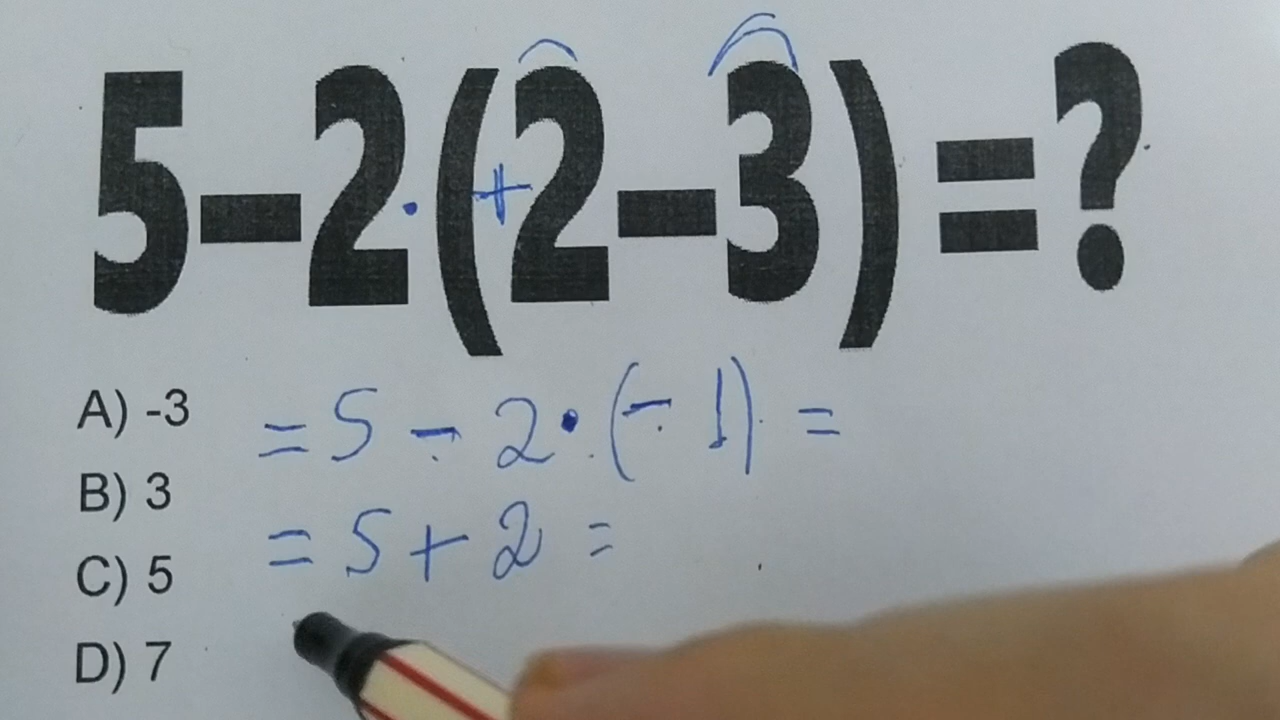 5-2·(+2-3)=?
A) -3
= 5 - 2 · (- 1) =
B) 3
= 5 + 2 =
C) 5
D) 7